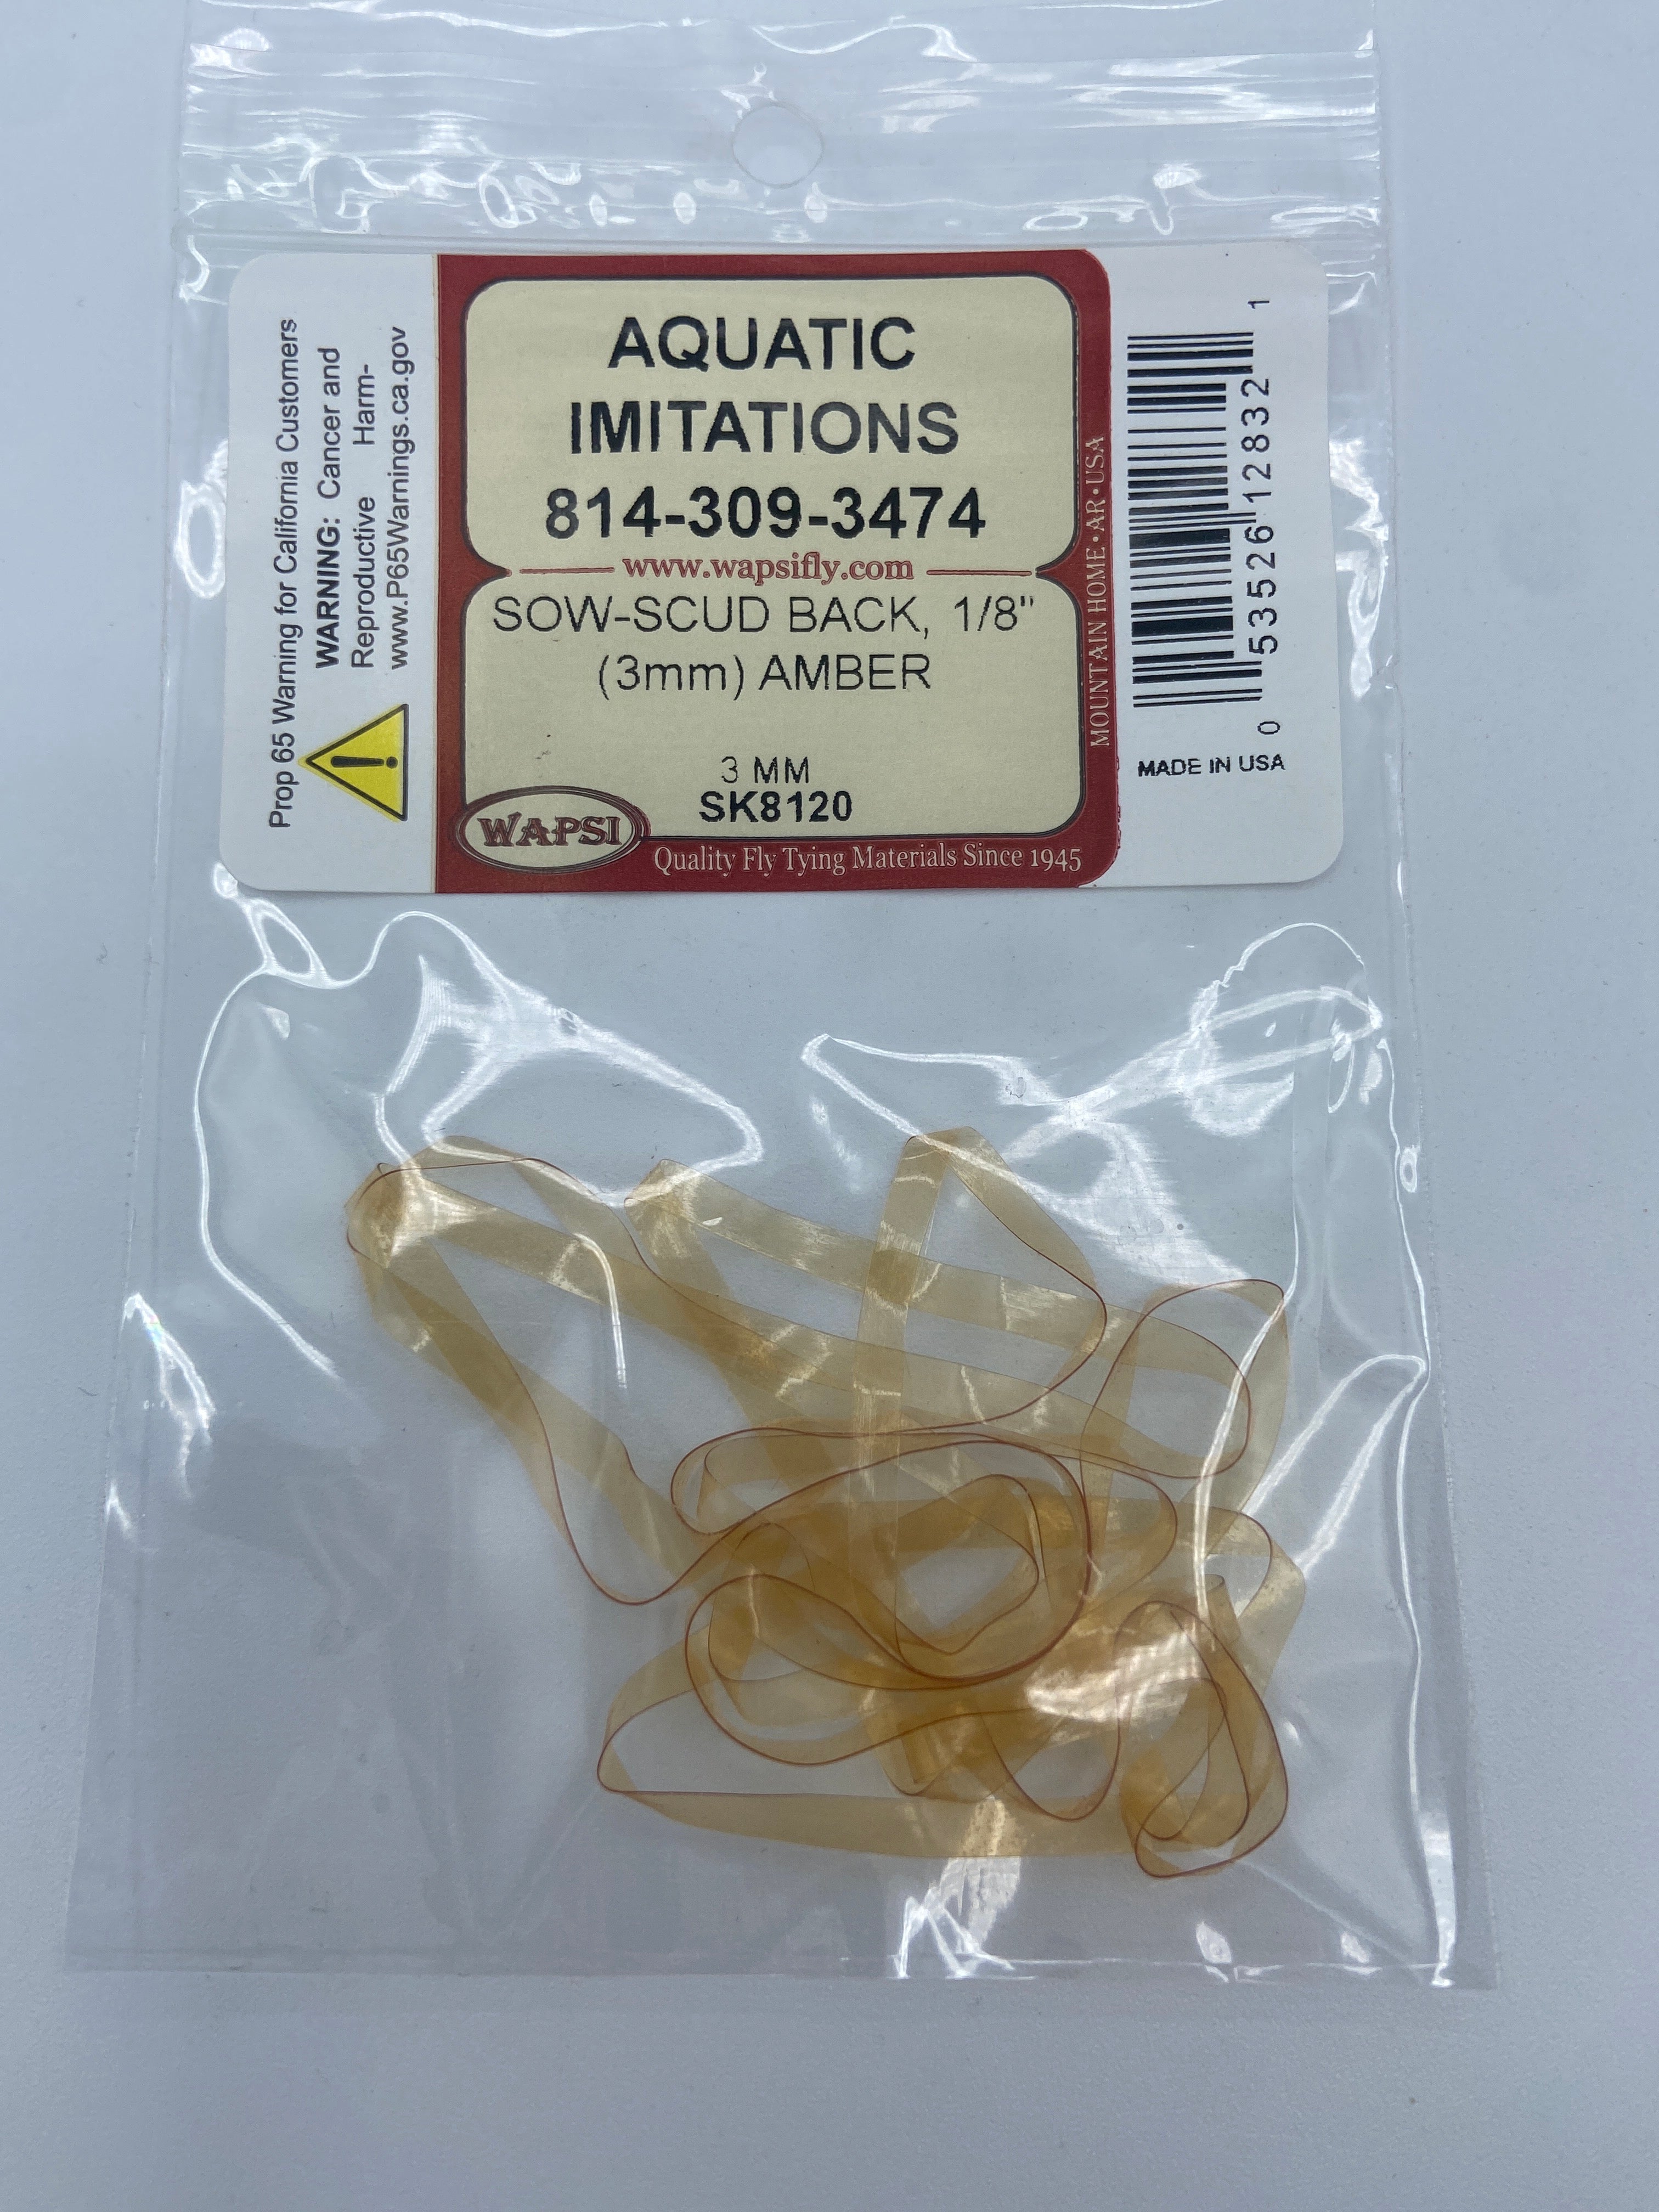 AQUATIC
IMITATIONS
814-309-3474
www.wapsifly.com
SOW-SCUD BACK, 1/8"
(3mm) AMBER
3 MM
SK8120
WAPSI
Quality Fly Tying Materials Since 1945
MOUNTAIN HOME•AR•USA
Prop 65 Warning for California Customers
WARNING: Cancer and
Reproductive Harm-
www.P65Warnings.ca.gov
0 53526 12832 1
MADE IN USA